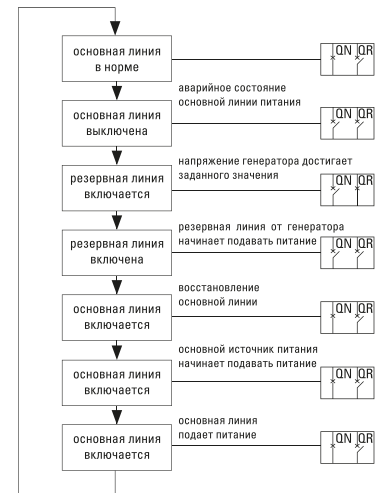 основная линия
в норме
QN QR
аварийное состояние
основной линии питания
основная линия
выключена
QN QR
напряжение генератора достигает
заданного значения
резервная линия
включается
QN QR
резервная линия от генератора
начинает подавать питание
резервная линия
включена
QN QR
восстановление
основной линии
основная линия
включается
QN QR
основной источник питания
начинает подавать питание
основная линия
включается
QN QR
основная линия
подает питание
основная линия
включается
QN QR